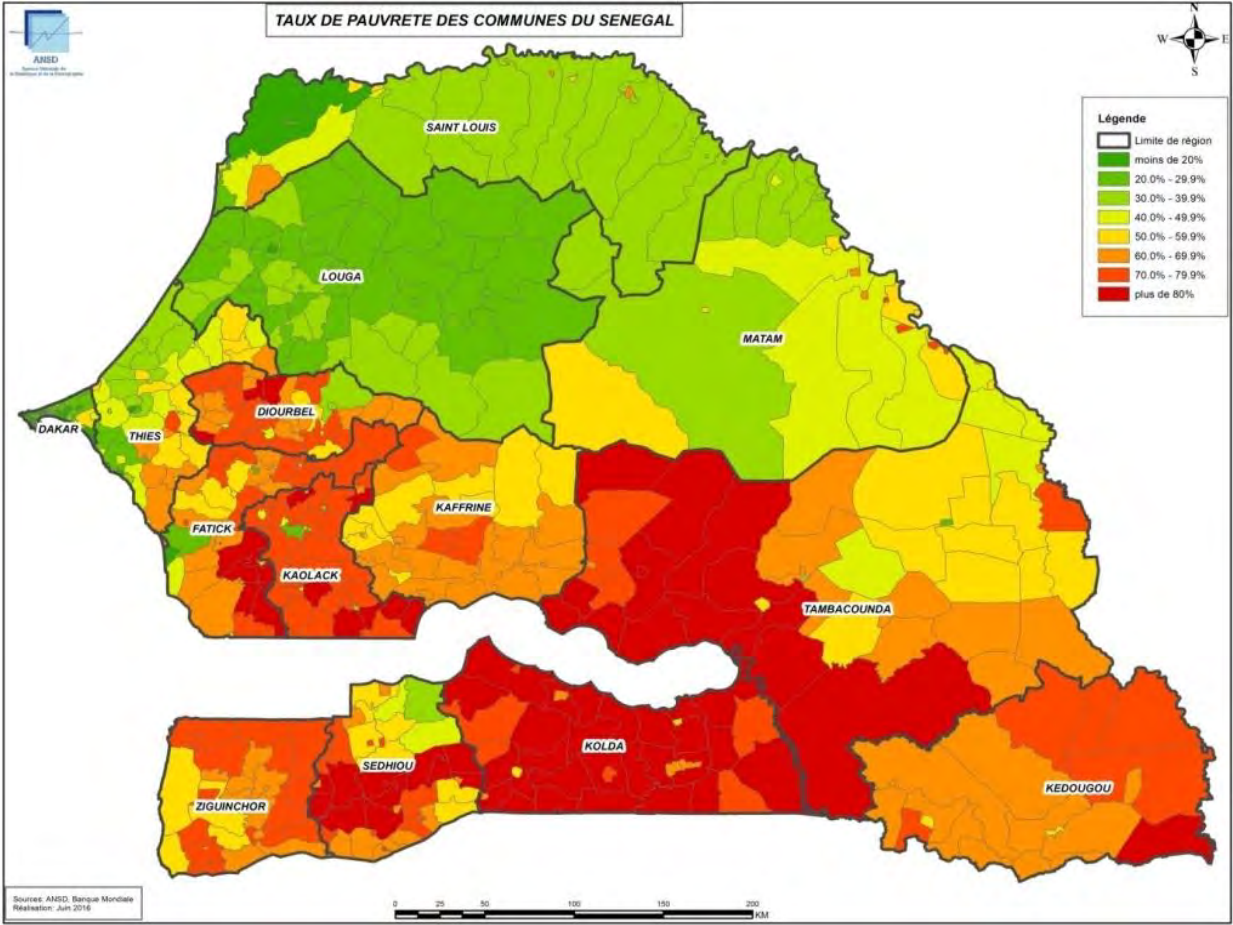 TAUX DE PAUVRETE DES COMMUNES DU SENEGAL
ANSD
N
W
E
S
Légende
Limite de région
moins de 20%
20.0% - 29.9%
30.0% - 39.9%
40.0% - 49.9%
50.0% - 59.9%
60.0% - 69.9%
70.0% - 79.9%
plus de 80%
SAINT LOUIS
LOUGA
MATAM
DIOURBEL
DAKAR
THIES
KAFFRINE
FATICK
KAOLACK
TAMBACOUNDA
KOLDA
SEDHIOU
KEDOUGOU
ZIGUINCHOR
Sources: ANSD, Banque Mondiale
Réalisation: Juin 2016
0 25 50 100 150 200
KM